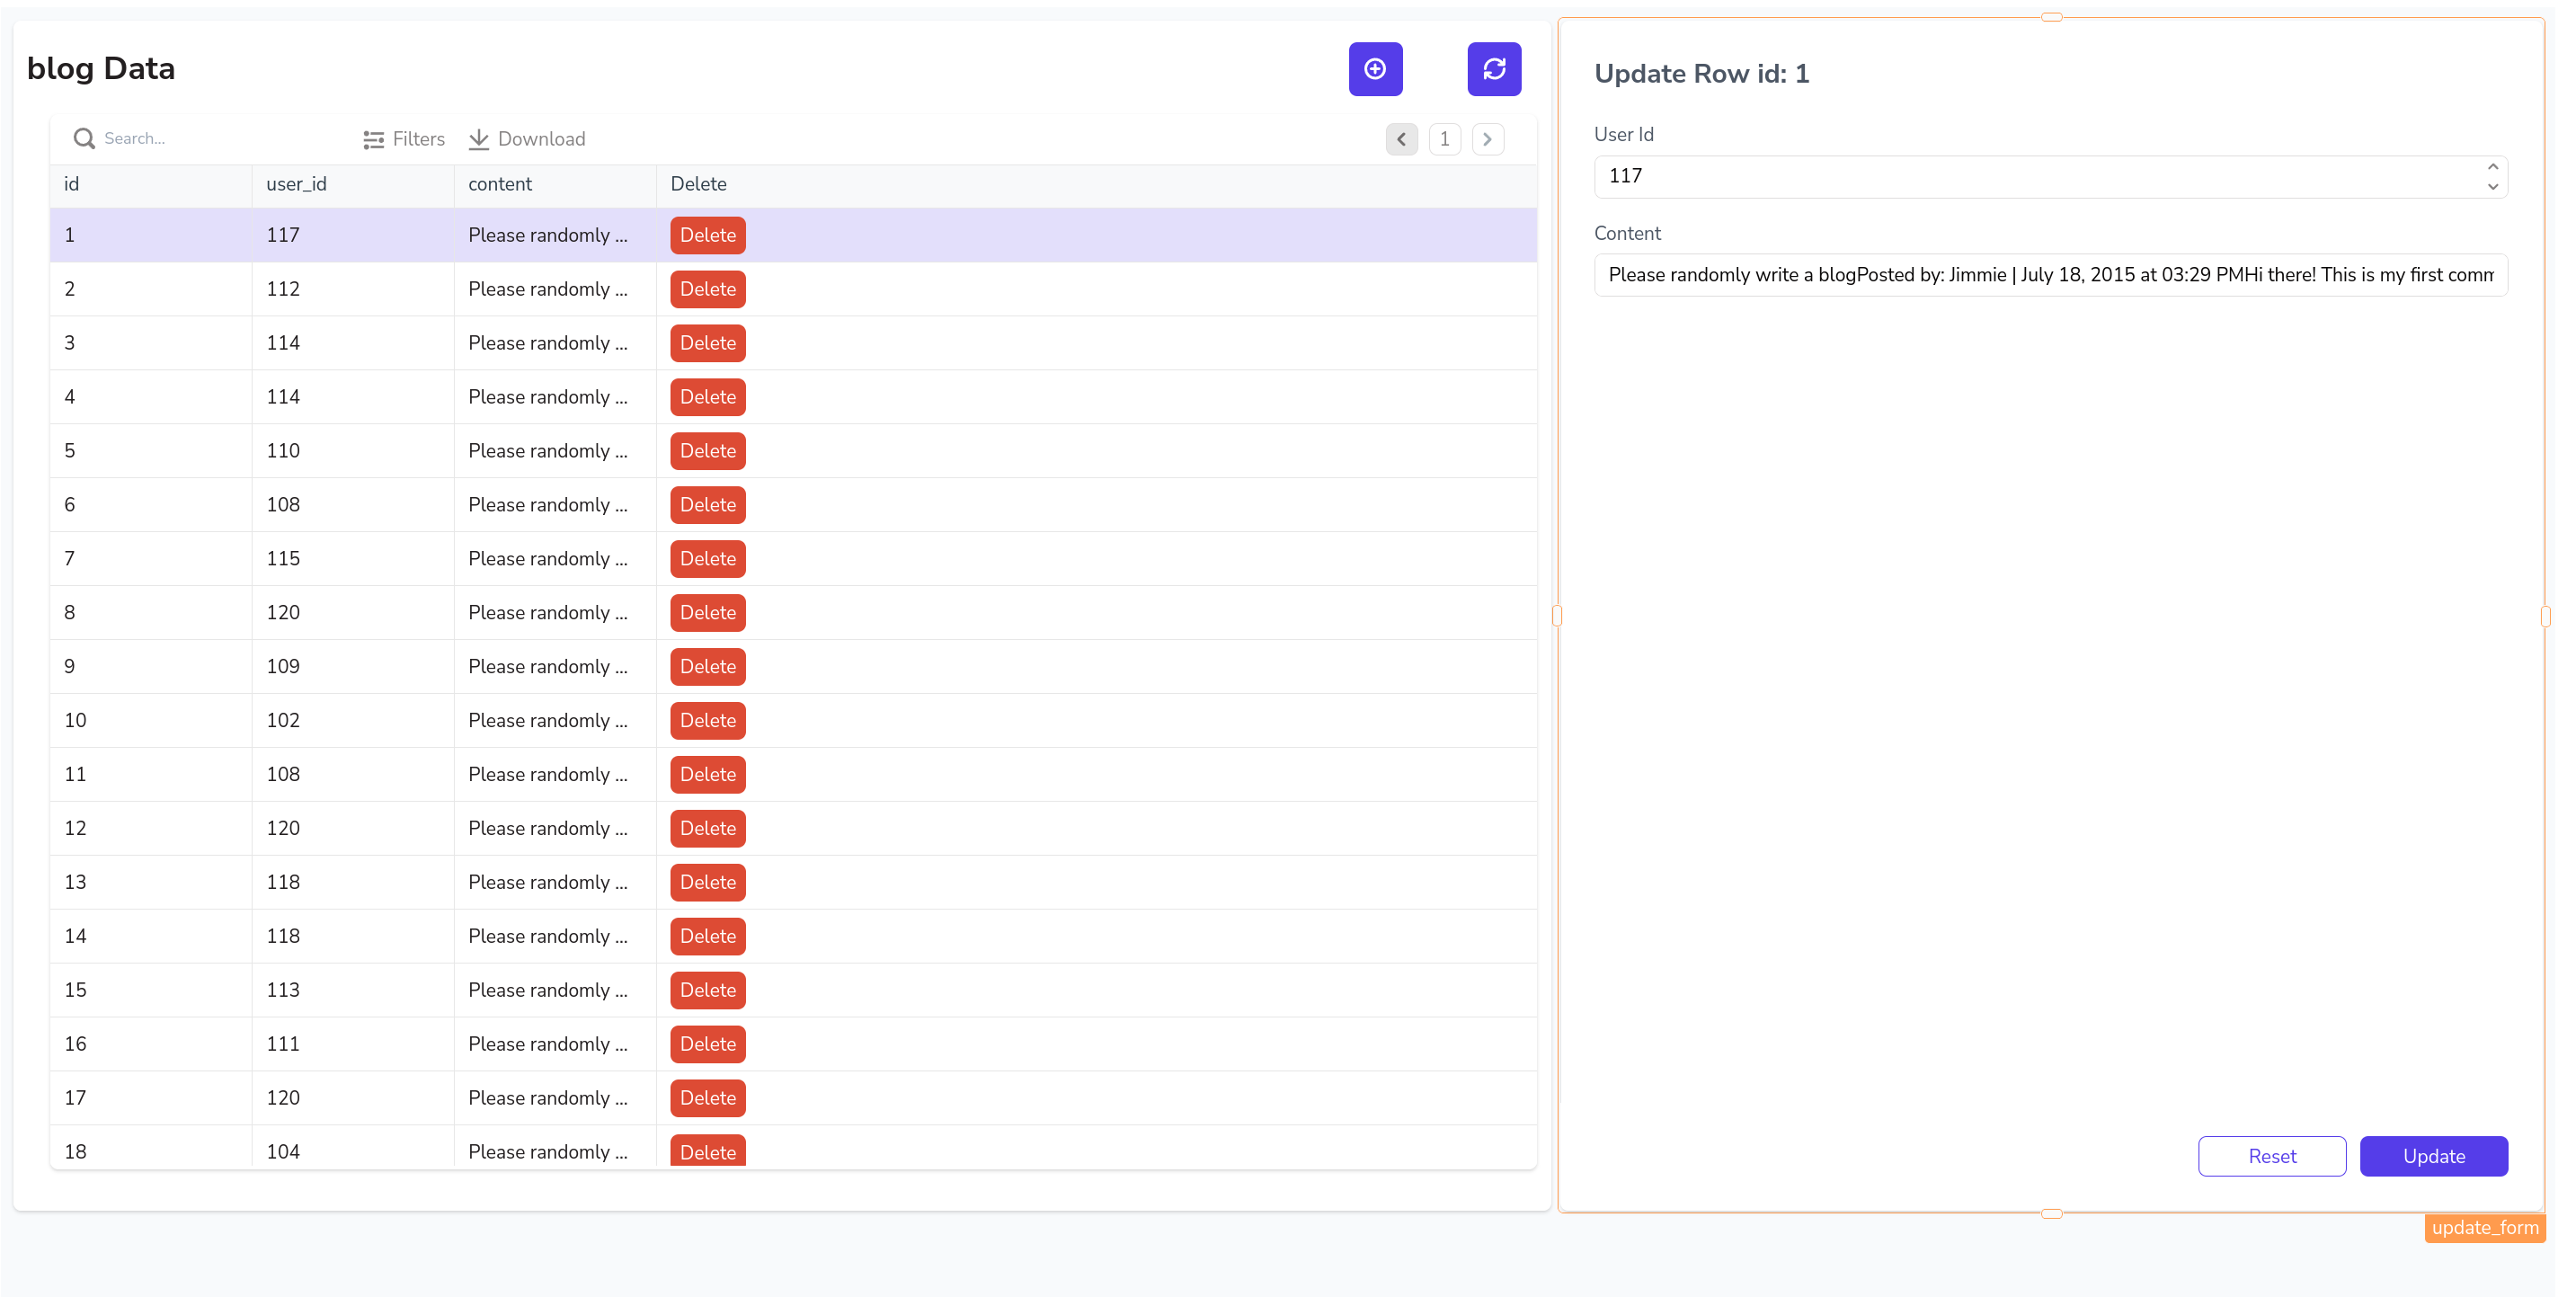 blog Data
Search...
Filters
Download
1
id user_id content Delete
1 117 Please randomly ... Delete
2 112 Please randomly ... Delete
3 114 Please randomly ... Delete
4 114 Please randomly ... Delete
5 110 Please randomly ... Delete
6 108 Please randomly ... Delete
7 115 Please randomly ... Delete
8 120 Please randomly ... Delete
9 109 Please randomly ... Delete
10 102 Please randomly ... Delete
11 108 Please randomly ... Delete
12 120 Please randomly ... Delete
13 118 Please randomly ... Delete
14 118 Please randomly ... Delete
15 113 Please randomly ... Delete
16 111 Please randomly ... Delete
17 120 Please randomly ... Delete
18 104 Please randomly ... Delete
Update Row id: 1
User Id
117
Content
Please randomly write a blogPosted by: Jimmie | July 18, 2015 at 03:29 PMHi there! This is my first comm
Reset
Update
update_form